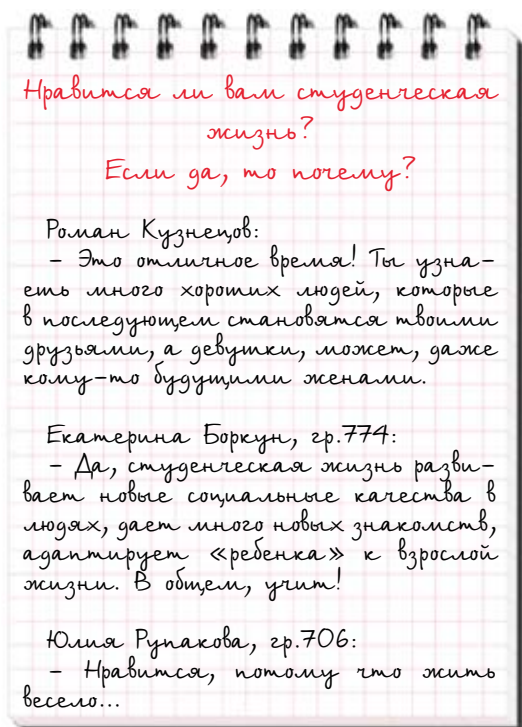 Нравится ли вам студенческая
жизнь?
Если да, то почему?
Роман Кузнецов:
– Это отличное время! Ты узна-
ешь много хороших людей, которые
в последующем становятся твоими
друзьями, а девушки, может, даже
кому-то будущими женами.
Екатерина Боркун, гр.774:
– Да, студенческая жизнь разви-
вает новые социальные качества в
людях, дает много новых знакомств,
адаптирует «ребенка» к взрослой
жизни. В общем, учит!
Юлия Рупакова, гр.706:
– Нравится, потому что жить
весело...